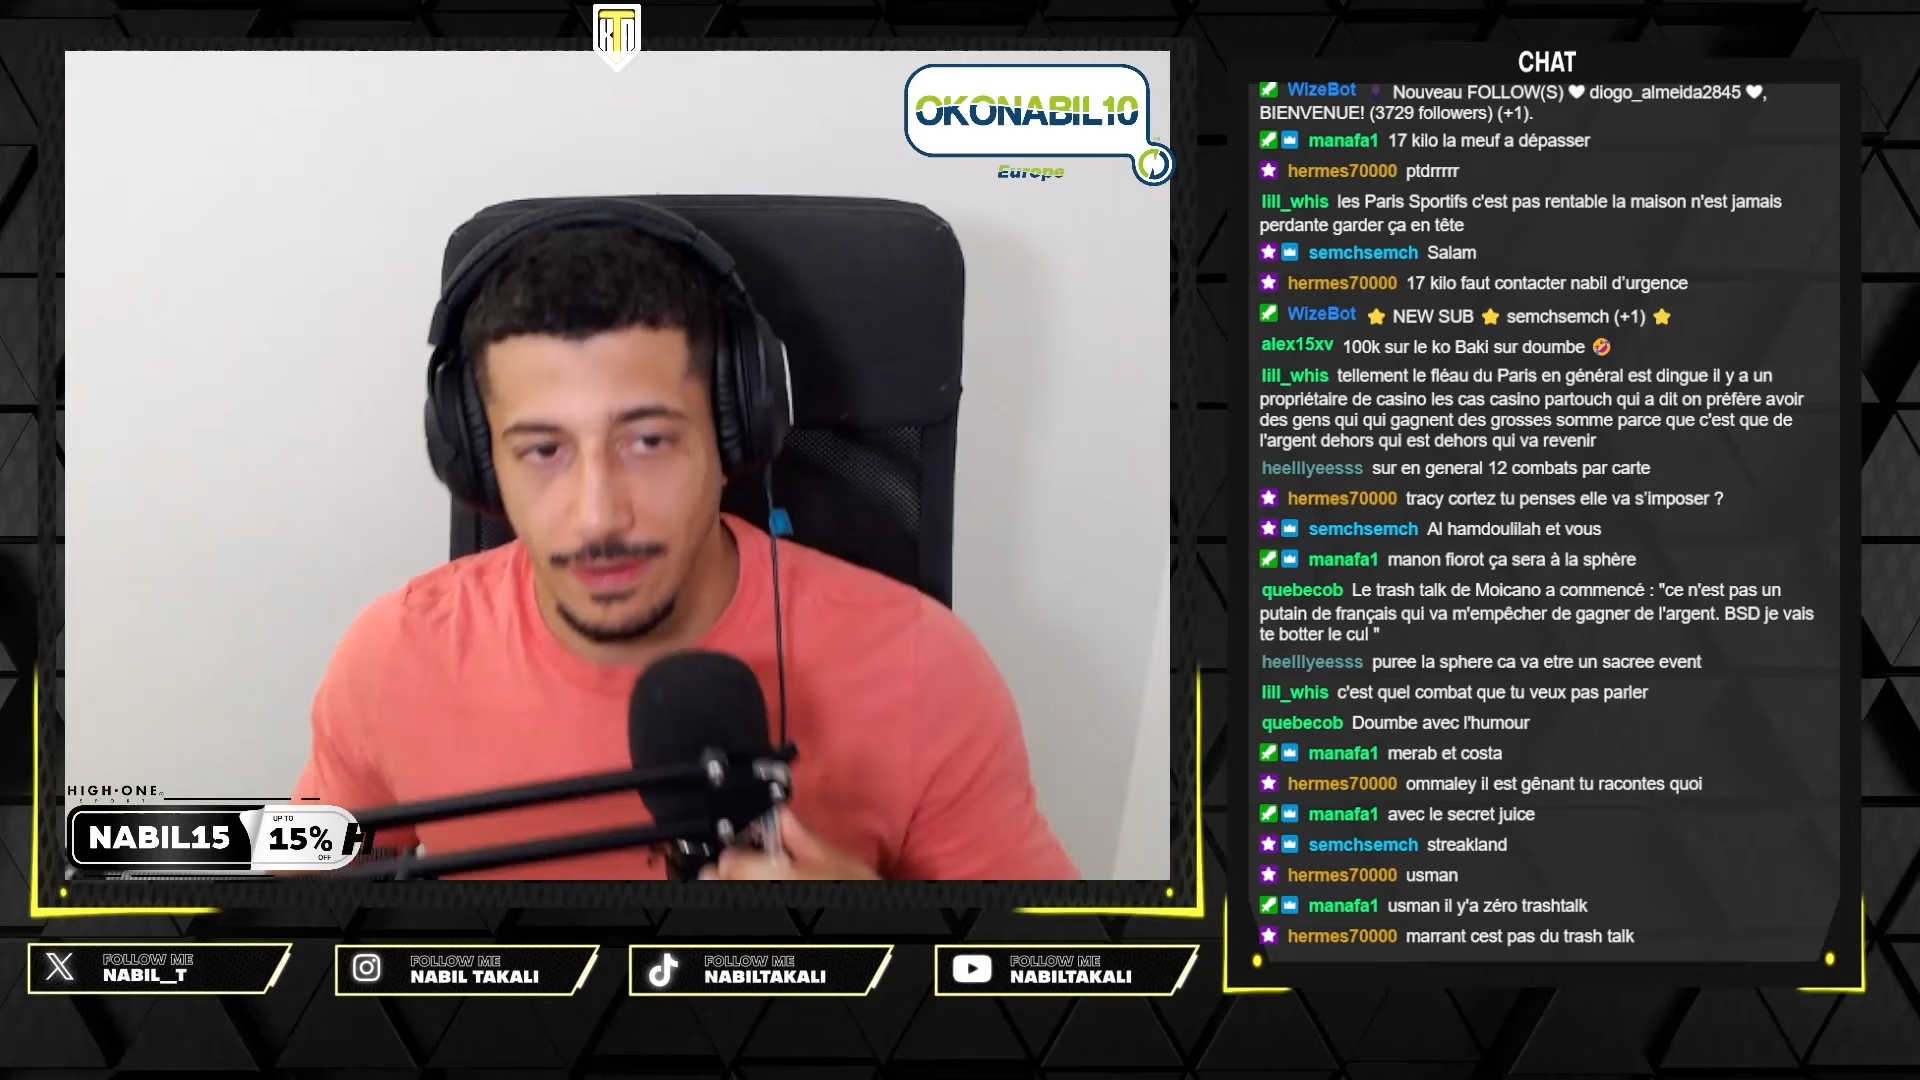 KTN
OKONABIL10
Europe
HIGH·ONE
SPORT
NABIL15
UP TO
15%
OFF
FOLLOW ME
NABIL__T
FOLLOW ME
NABIL TAKALI
FOLLOW ME
NABILTAKALI
FOLLOW ME
NABILTAKALI
CHAT
WizeBot Nouveau FOLLOW(S) ♥ diogo_almeida2845 ♥,
BIENVENUE! (3729 followers) (+1).
manafa1 17 kilo la meuf a dépasser
hermes70000 ptdrrrrr
lill_whis les Paris Sportifs c'est pas rentable la maison n'est jamais
perdante garder ça en tête
semchsemch Salam
hermes70000 17 kilo faut contacter nabil d'urgence
WizeBot ⭐ NEW SUB ⭐ semchsemch (+1) ⭐
alex15xv 100k sur le ko Baki sur doumbe 🤣
lill_whis tellement le fléau du Paris en général est dingue il y a un
propriétaire de casino les cas casino partouch qui a dit on préfère avoir
des gens qui qui gagnent des grosses somme parce que c'est que de
l'argent dehors qui est dehors qui va revenir
heelllyeesss sur en general 12 combats par carte
hermes70000 tracy cortez tu penses elle va s'imposer ?
semchsemch Al hamdoulilah et vous
manafa1 manon fiorot ça sera à la sphère
quebecob Le trash talk de Moicano a commencé : "ce n'est pas un
putain de français qui va m'empêcher de gagner de l'argent. BSD je vais
te botter le cul "
heelllyeesss puree la sphere ca va etre un sacree event
lill_whis c'est quel combat que tu veux pas parler
quebecob Doumbe avec l'humour
manafa1 merab et costa
hermes70000 ommaley il est gênant tu racontes quoi
manafa1 avec le secret juice
semchsemch streakland
hermes70000 usman
manafa1 usman il y'a zéro trashtalk
hermes70000 marrant cest pas du trash talk